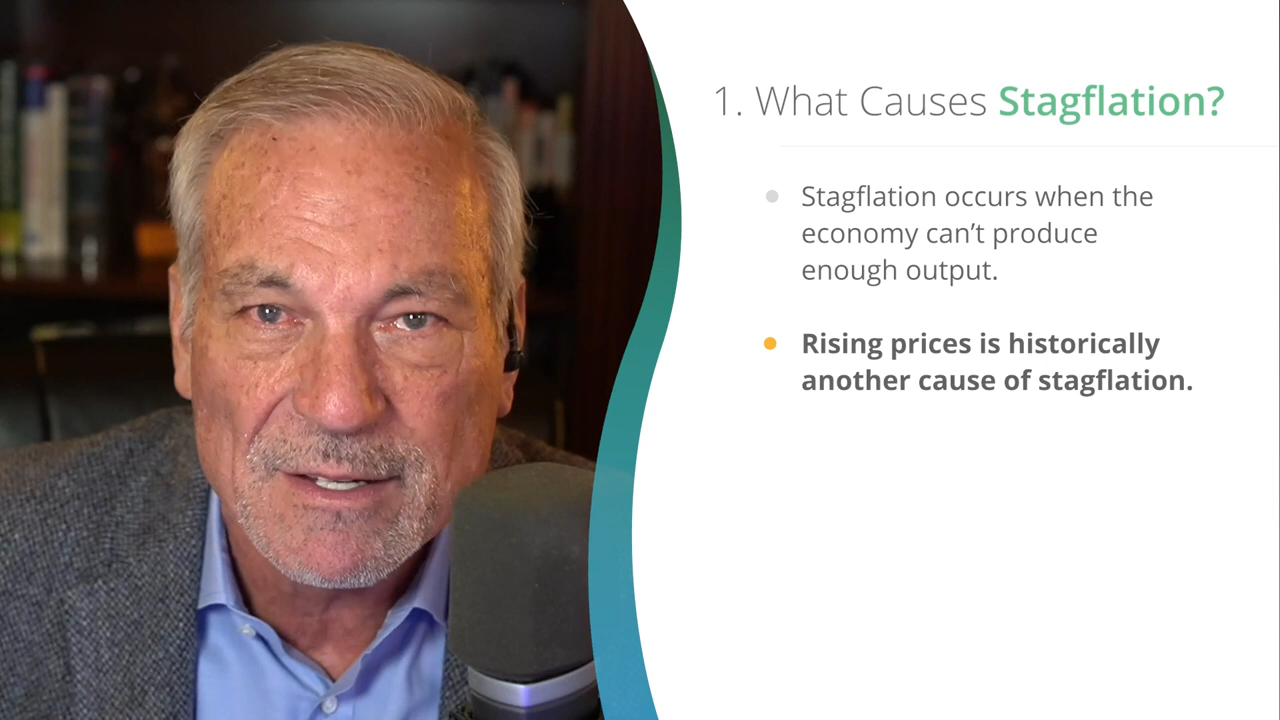 1. What Causes Stagflation?
Stagflation occurs when the
economy can’t produce
enough output.
Rising prices is historically
another cause of stagflation.